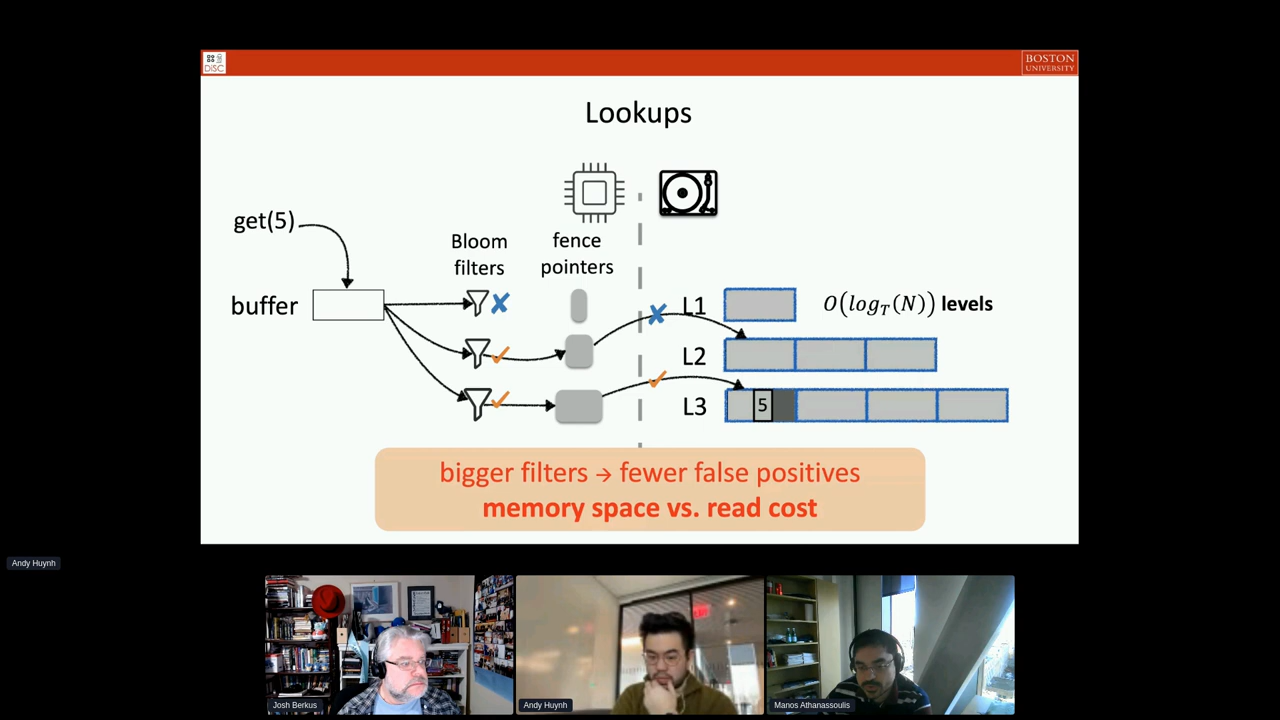 DiSC
BOSTON
UNIVERSITY
Lookups
get(5)
Bloom
filters
fence
pointers
buffer
L1
O(log_T(N)) levels
L2
L3
5
bigger filters → fewer false positives
memory space vs. read cost
Andy Huynh
Josh Berkus
Andy Huynh
Manos Athanassoulis